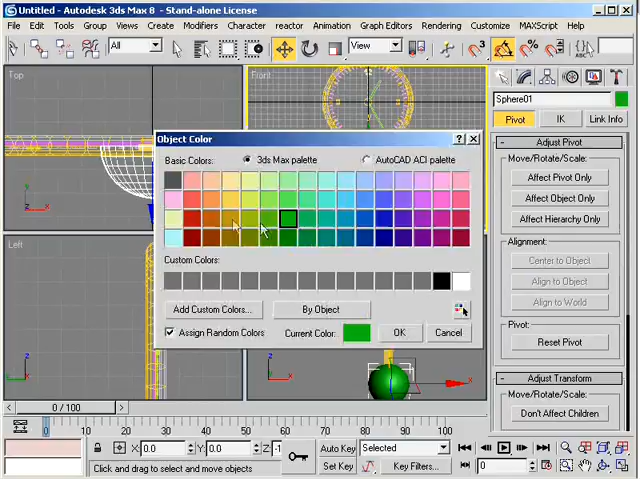 Untitled - Autodesk 3ds Max 8 - Stand-alone License
File Edit Tools Group Views Create Modifiers Character reactor Animation Graph Editors Rendering Customize MAXScript Help
All View 3 % ABC
Top Front Sphere01
Pivot IK Link Info
Object Color ? Adjust Pivot
Basic Colors: 3ds Max palette AutoCAD ACI palette Move/Rotate/Scale:
Affect Pivot Only
Affect Object Only
Affect Hierarchy Only
z
x
Left Alignment:
Custom Colors: Center to Object
Align to Object
Align to World
Add Custom Colors... By Object
Pivot:
Assign Random Colors Current Color: OK Cancel
Reset Pivot
z
y
z
x
x
Adjust Transform
Move/Rotate/Scale:
0 / 100 Don't Affect Children
0 10 20 30 40 50 60 70 80 90 100
X 0.0 Y 0.0 Z -1 Auto Key Selected
Click and drag to select and move objects Set Key Key Filters... 0